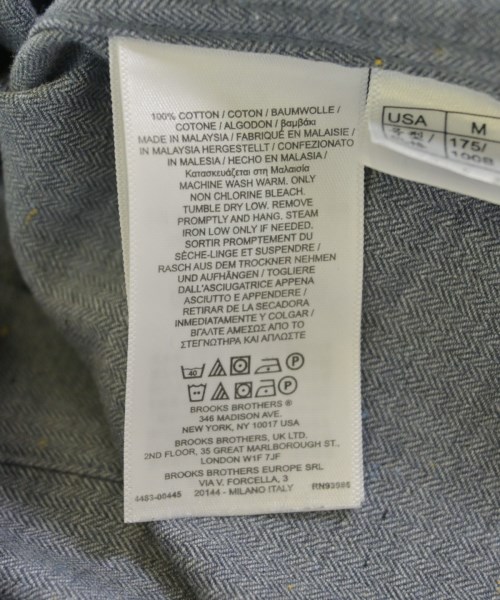 100% COTTON / COTON / BAUMWOLLE /
COTONE / ALGODON / βαμβάκι
MADE IN MALAYSIA / FABRIQUÉ EN MALAISIE /
IN MALAYSIA HERGESTELLT / CONFEZIONATO
IN MALESIA / HECHO EN MALASIA /
Κατασκευάζεται στη Μαλαισία
MACHINE WASH WARM. ONLY
NON CHLORINE BLEACH.
TUMBLE DRY LOW. REMOVE
PROMPTLY AND HANG. STEAM
IRON LOW ONLY IF NEEDED.
SORTIR PROMPTEMENT DU
SÈCHE-LINGE ET SUSPENDRE /
RASCH AUS DEM TROCKNER NEHMEN
UND AUFHÄNGEN / TOGLIERE
DALL'ASCIUGATRICE APPENA
ASCIUTTO E APPENDERE /
RETIRAR DE LA SECADORA
INMEDIATAMENTE Y COLGAR /
ΒΓΑΛΤΕ ΑΜΕΣΩΣ ΑΠΟ ΤΟ
ΣΤΕΓΝΩΤΗΡΑ ΚΑΙ ΑΠΛΩΣΤΕ
40 P
P
BROOKS BROTHERS ®
346 MADISON AVE.
NEW YORK, NY 10017 USA
BROOKS BROTHERS, UK LTD.
2ND FLOOR, 35 GREAT MARLBOROUGH ST.,
LONDON W1F 7JF
BROOKS BROTHERS EUROPE SRL
VIA V. FORCELLA, 3
20144 - MILANO ITALY
USA M
175/